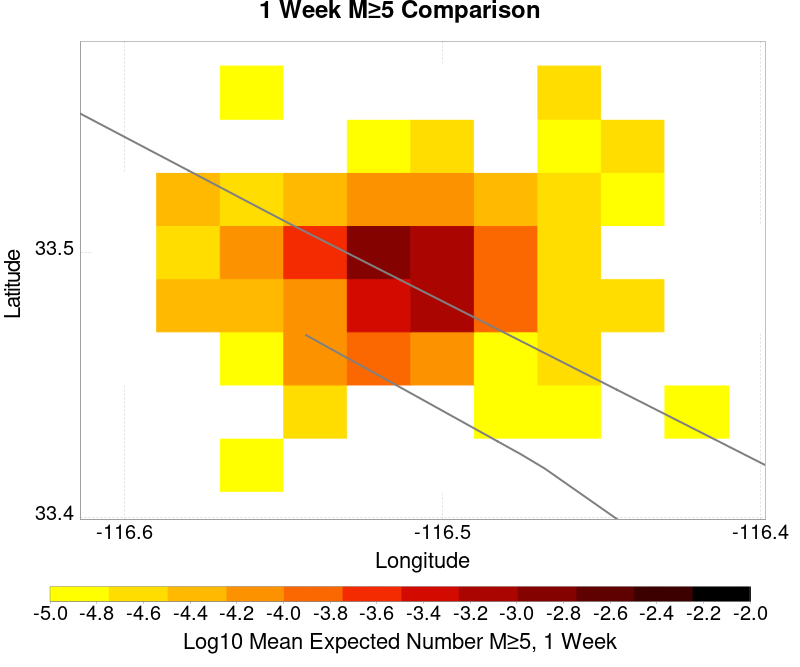 1 Week M≥5 Comparison
Latitude
33.5
33.4
-116.6 -116.5 -116.4
Longitude
-5.0 -4.8 -4.6 -4.4 -4.2 -4.0 -3.8 -3.6 -3.4 -3.2 -3.0 -2.8 -2.6 -2.4 -2.2 -2.0
Log10 Mean Expected Number M≥5, 1 Week